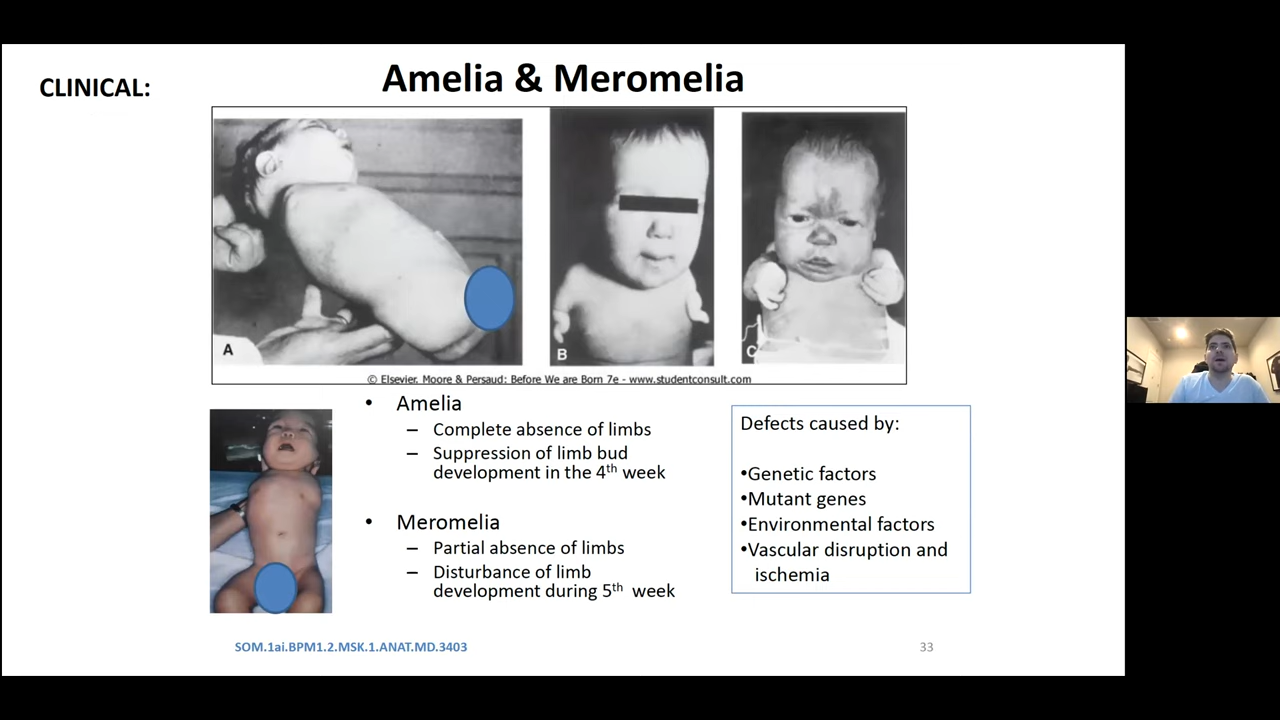 CLINICAL:
Amelia & Meromelia
A
B
C
© Elsevier. Moore & Persaud: Before We are Born 7e - www.studentconsult.com
• Amelia
– Complete absence of limbs
– Suppression of limb bud
development in the 4th week
• Meromelia
– Partial absence of limbs
– Disturbance of limb
development during 5th week
Defects caused by:
•Genetic factors
•Mutant genes
•Environmental factors
•Vascular disruption and
ischemia
SOM.1ai.BPM1.2.MSK.1.ANAT.MD.3403
33